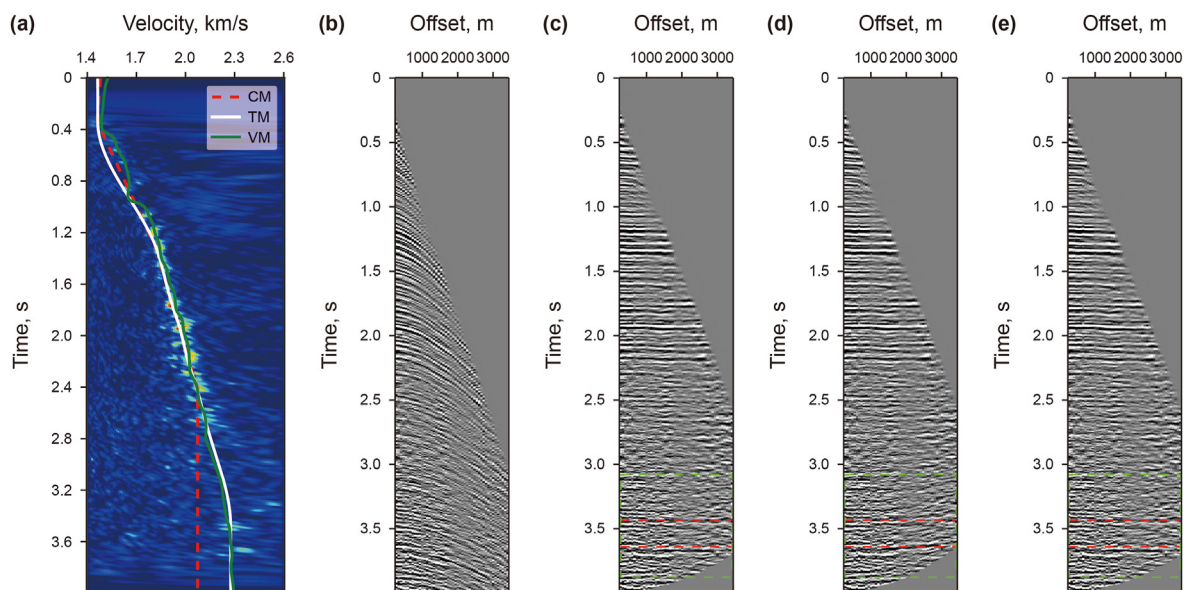 (a) Velocity, km/s
1.4 1.7 2.0 2.3 2.6
Time, s
0
0.4
0.8
1.2
1.6
2.0
2.4
2.8
3.2
3.6
CM
TM
VM
(b) Offset, m
1000 2000 3000
Time, s
0
0.5
1.0
1.5
2.0
2.5
3.0
3.5
(c) Offset, m
1000 2000 3000
Time, s
0
0.5
1.0
1.5
2.0
2.5
3.0
3.5
(d) Offset, m
1000 2000 3000
Time, s
0
0.5
1.0
1.5
2.0
2.5
3.0
3.5
(e) Offset, m
1000 2000 3000
Time, s
0
0.5
1.0
1.5
2.0
2.5
3.0
3.5